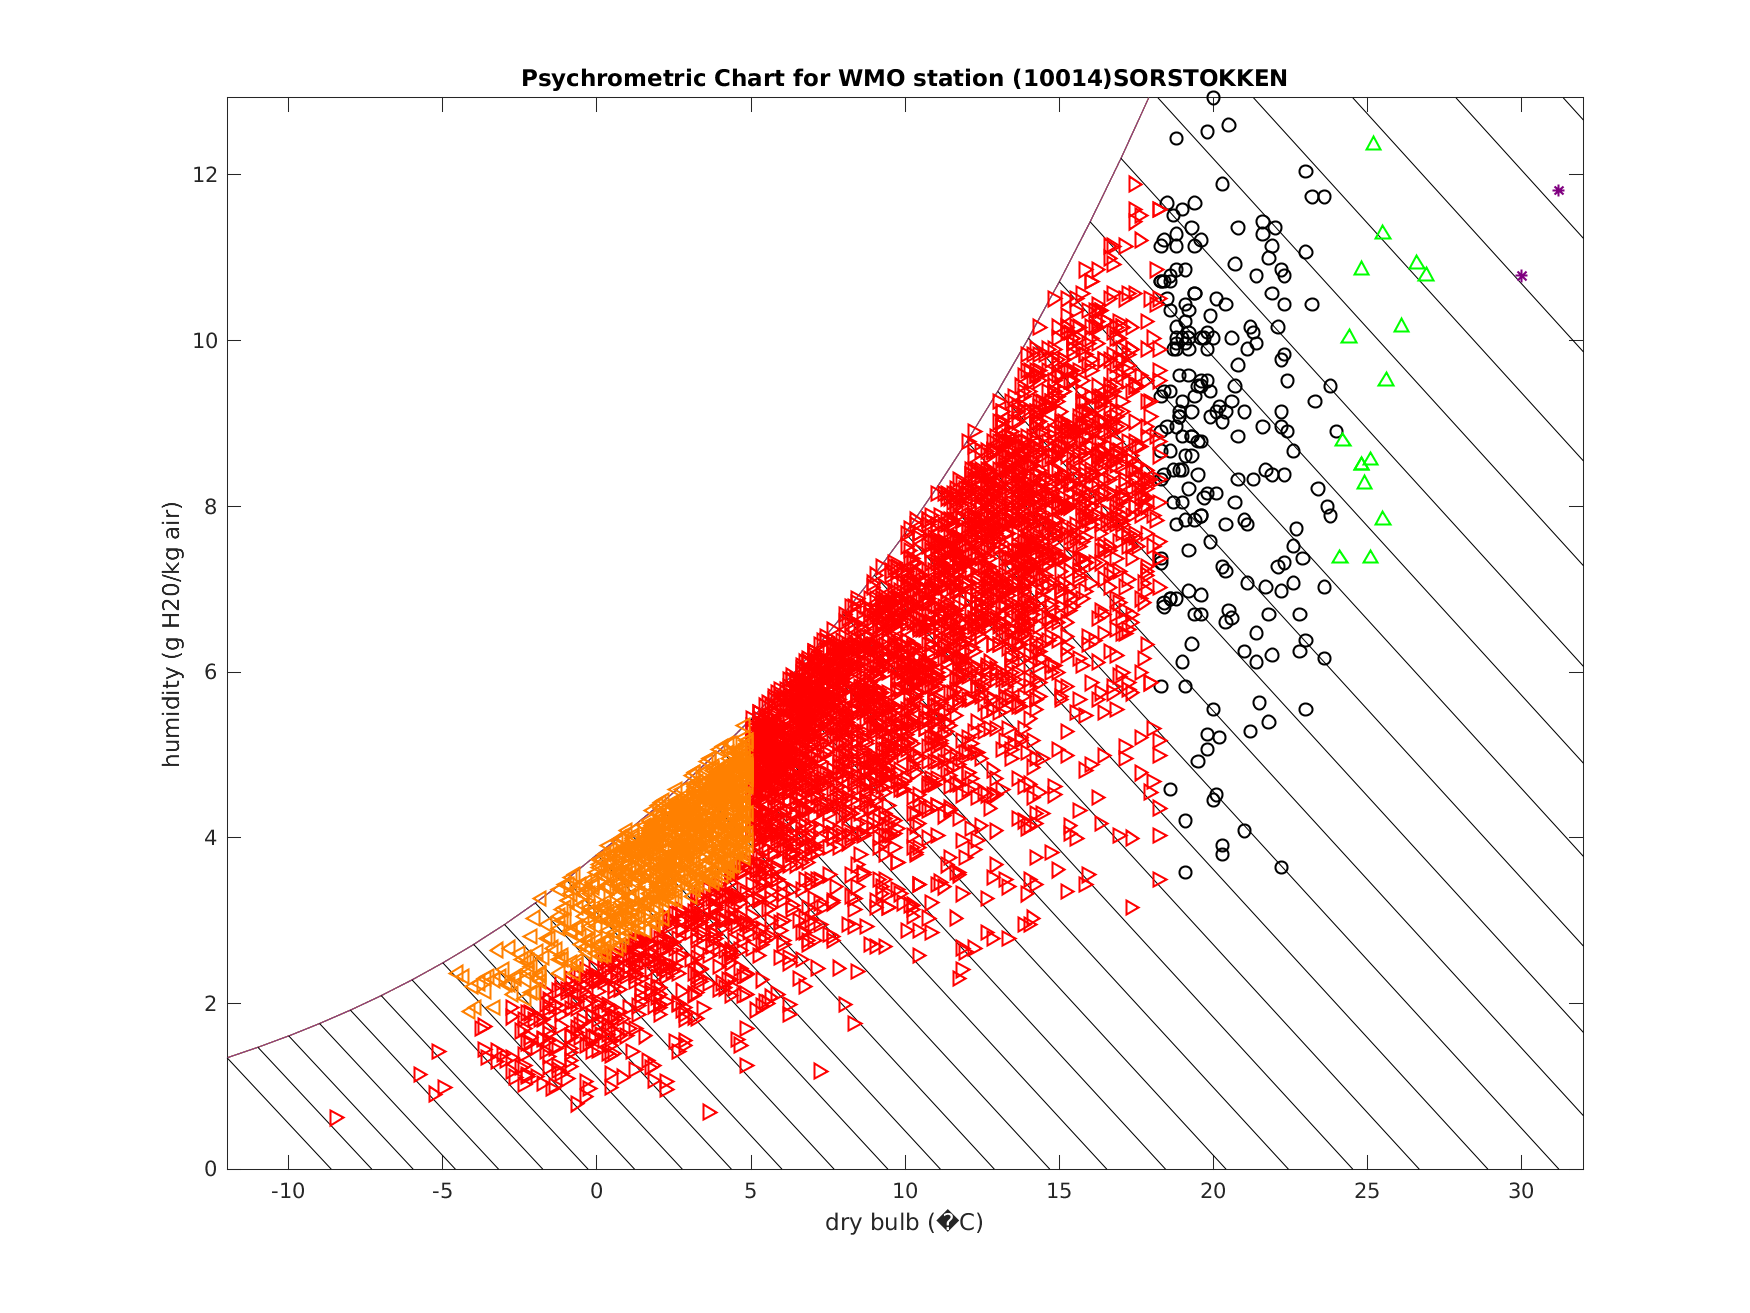 Psychrometric Chart for WMO station (10014)SORSTOKKEN
12
10
8
6
4
2
0
humidity (g H20/kg air)
-10 -5 0 5 10 15 20 25 30
dry bulb (�C)